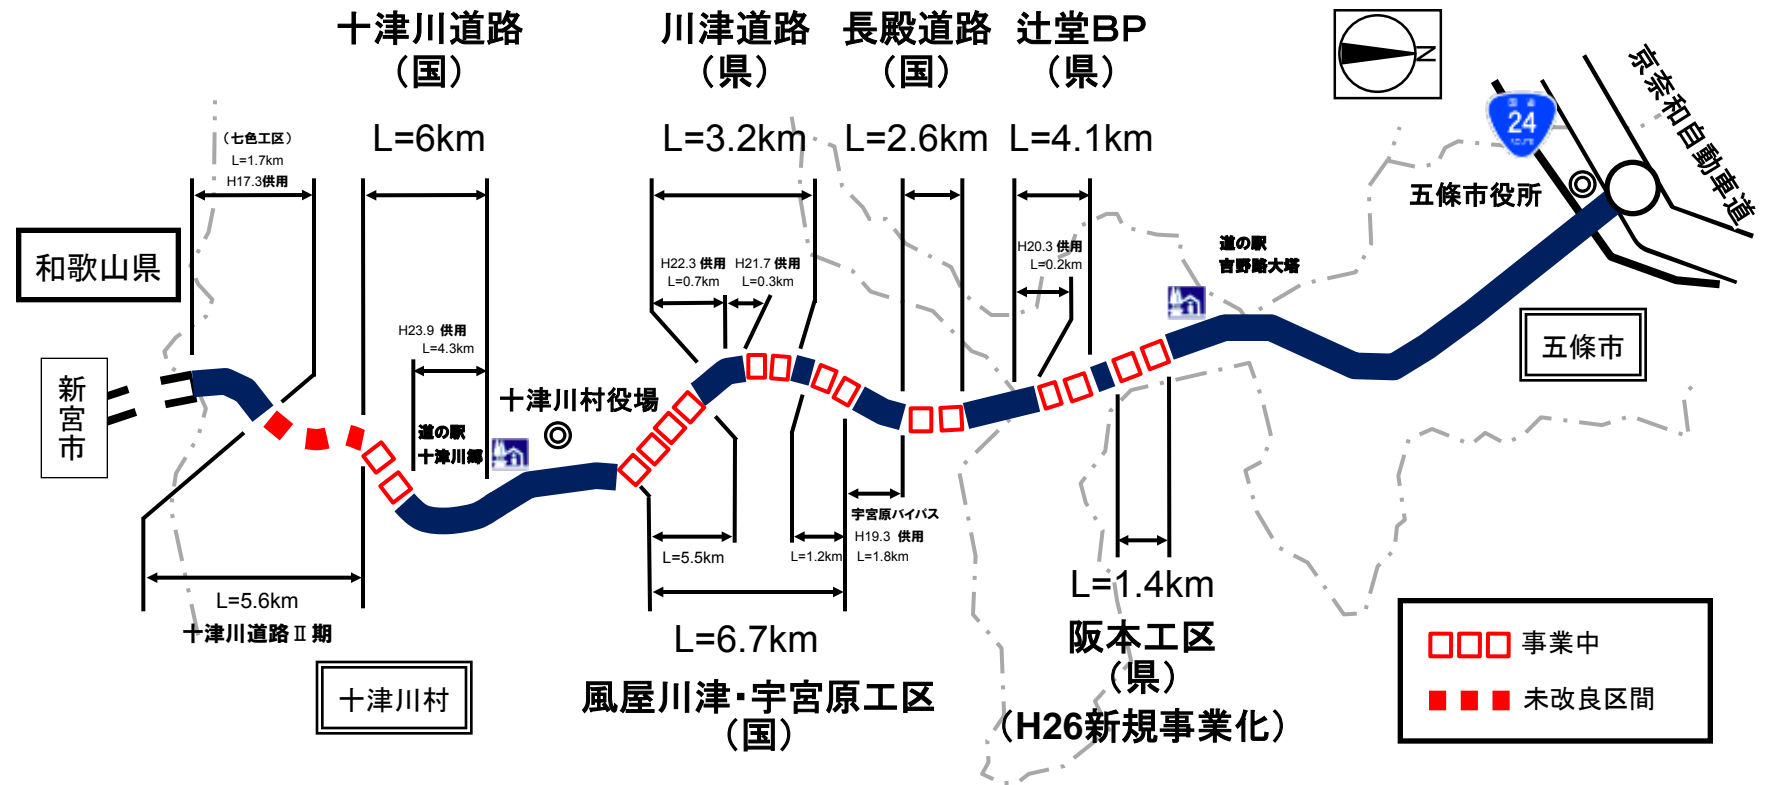 十津川道路
（国）
L=6km
川津道路
（県）
L=3.2km
長殿道路
（国）
L=2.6km
辻堂BP
（県）
L=4.1km
N
京奈和自動車道
24
五條市役所
（七色工区）
L=1.7km
H17.3供用
和歌山県
新宮市
H23.9 供用
L=4.3km
道の駅
十津川郷
十津川村役場
H22.3 供用
L=0.7km
H21.7 供用
L=0.3km
H20.3 供用
L=0.2km
道の駅
吉野路大塔
五條市
L=5.6km
十津川道路Ⅱ期
十津川村
L=5.5km
L=1.2km
宇宮原バイパス
H19.3 供用
L=1.8km
L=6.7km
風屋川津・宇宮原工区
（国）
L=1.4km
阪本工区
（県）
（H26新規事業化）
事業中
未改良区間